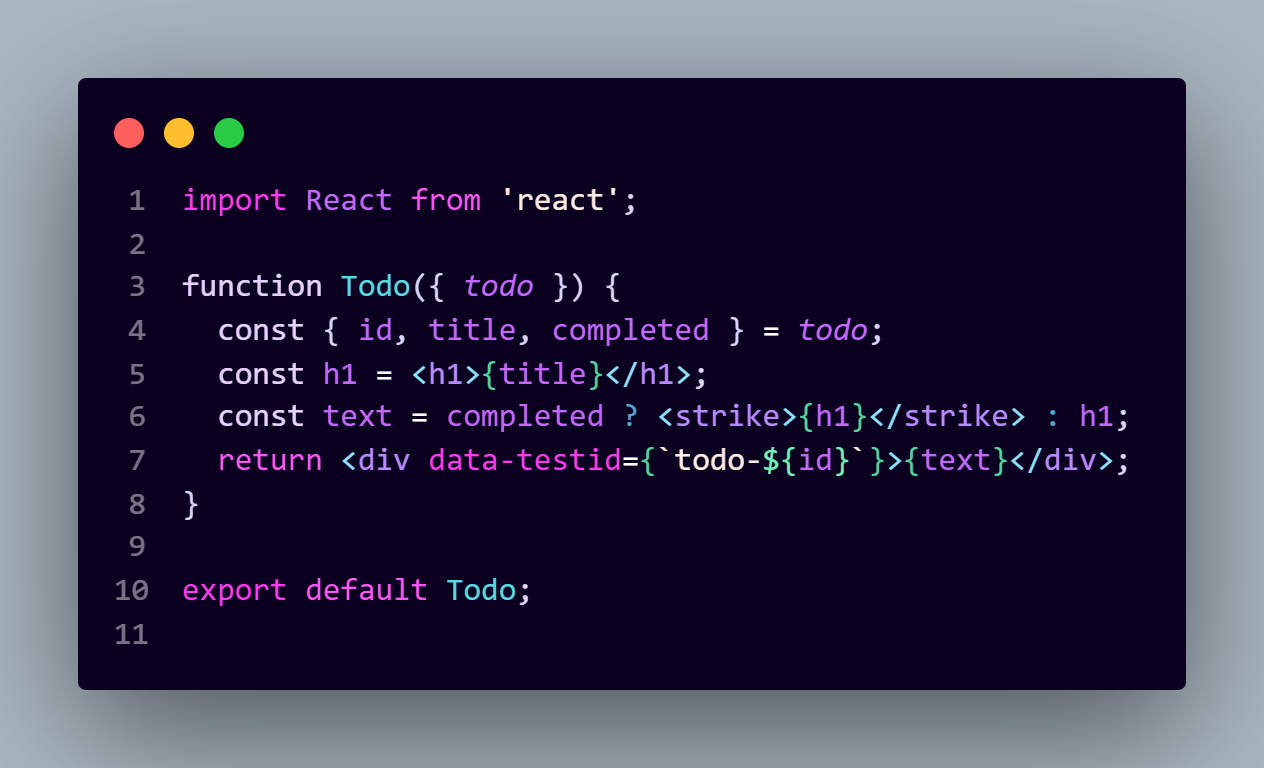 1 import React from 'react';
2
3 function Todo({ todo }) {
4   const { id, title, completed } = todo;
5   const h1 = <h1>{title}</h1>;
6   const text = completed ? <strike>{h1}</strike> : h1;
7   return <div data-testid={`todo-${id}`}>{text}</div>;
8 }
9
10 export default Todo;
11